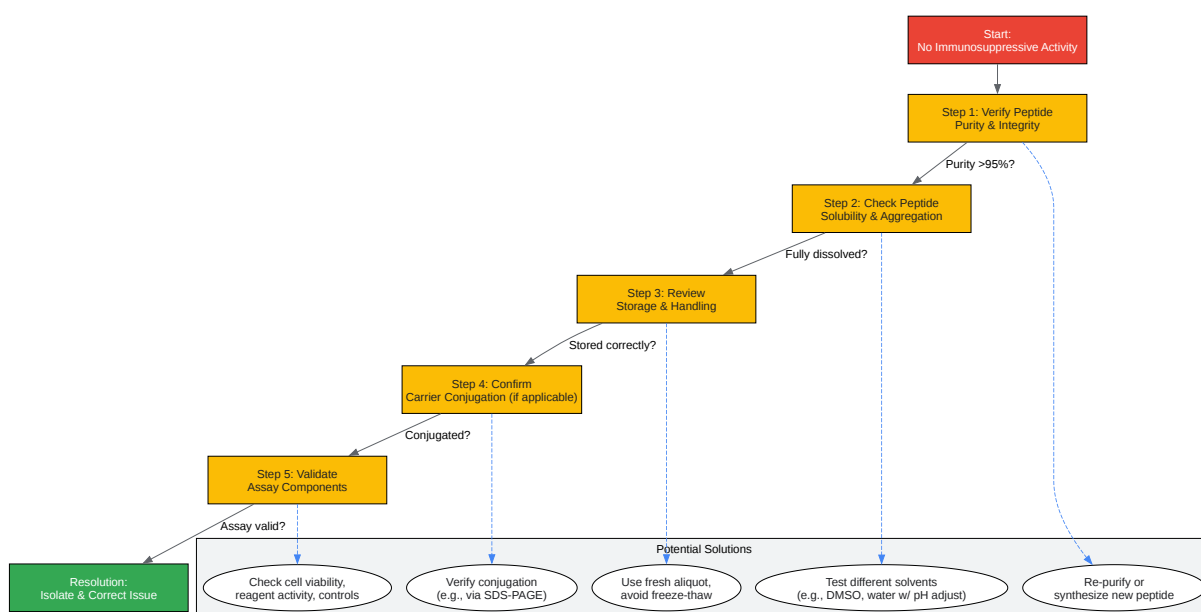 Start:
No Immunosuppressive Activity
Step 1: Verify Peptide
Purity & Integrity
Purity >95%?
Step 2: Check Peptide
Solubility & Aggregation
Fully dissolved?
Step 3: Review
Storage & Handling
Stored correctly?
Step 4: Confirm
Carrier Conjugation (if applicable)
Conjugated?
Step 5: Validate
Assay Components
Assay valid?
Resolution:
Isolate & Correct Issue
Potential Solutions
Check cell viability,
reagent activity, controls
Verify conjugation
(e.g., via SDS-PAGE)
Use fresh aliquot,
avoid freeze-thaw
Test different solvents
(e.g., DMSO, water w/ pH adjust)
Re-purify or
synthesize new peptide